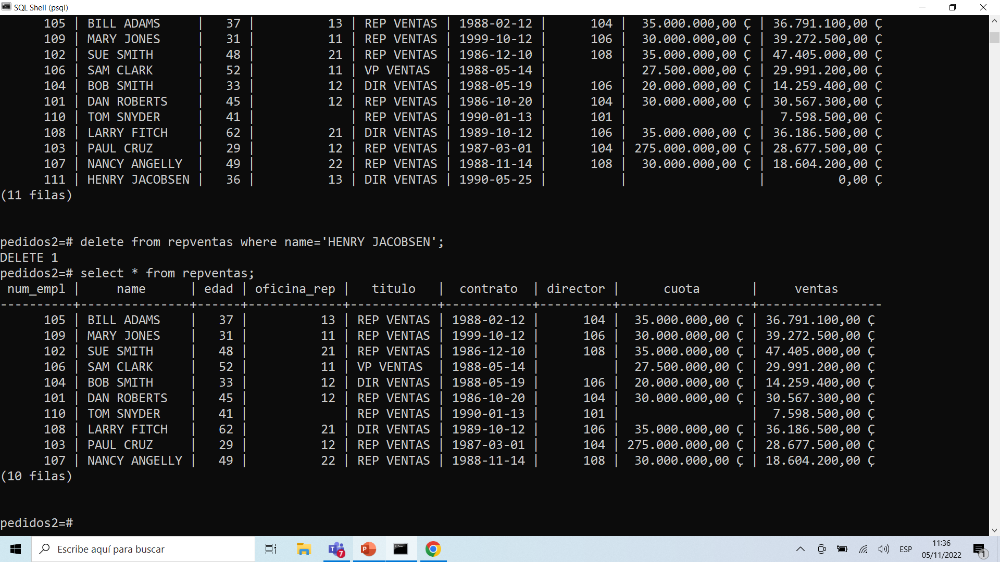 SQL Shell (psql)
105 | BILL ADAMS | 37 | 13 | REP VENTAS | 1988-02-12 | 104 | 35.000.000,00 Ç | 36.791.100,00 Ç
109 | MARY JONES | 31 | 11 | REP VENTAS | 1999-10-12 | 106 | 30.000.000,00 Ç | 39.272.500,00 Ç
102 | SUE SMITH | 48 | 21 | REP VENTAS | 1986-12-10 | 108 | 35.000.000,00 Ç | 47.405.000,00 Ç
106 | SAM CLARK | 52 | 11 | VP VENTAS | 1988-05-14 | | 27.500.000,00 Ç | 29.991.200,00 Ç
104 | BOB SMITH | 33 | 12 | DIR VENTAS | 1988-05-19 | 106 | 20.000.000,00 Ç | 14.259.400,00 Ç
101 | DAN ROBERTS | 45 | 12 | REP VENTAS | 1986-10-20 | 104 | 30.000.000,00 Ç | 30.567.300,00 Ç
110 | TOM SNYDER | 41 | | REP VENTAS | 1990-01-13 | 101 | | 7.598.500,00 Ç
108 | LARRY FITCH | 62 | 21 | DIR VENTAS | 1989-10-12 | 106 | 35.000.000,00 Ç | 36.186.500,00 Ç
103 | PAUL CRUZ | 29 | 12 | REP VENTAS | 1987-03-01 | 104 | 275.000.000,00 Ç | 28.677.500,00 Ç
107 | NANCY ANGELLY | 49 | 22 | REP VENTAS | 1988-11-14 | 108 | 30.000.000,00 Ç | 18.604.200,00 Ç
111 | HENRY JACOBSEN | 36 | 13 | DIR VENTAS | 1990-05-25 | | | 0,00 Ç
(11 filas)
pedidos2=# delete from repventas where name='HENRY JACOBSEN';
DELETE 1
pedidos2=# select * from repventas;
num_empl | name | edad | oficina_rep | titulo | contrato | director | cuota | ventas
----------+---------------+------+-------------+------------+------------+----------+------------------+-----------------
105 | BILL ADAMS | 37 | 13 | REP VENTAS | 1988-02-12 | 104 | 35.000.000,00 Ç | 36.791.100,00 Ç
109 | MARY JONES | 31 | 11 | REP VENTAS | 1999-10-12 | 106 | 30.000.000,00 Ç | 39.272.500,00 Ç
102 | SUE SMITH | 48 | 21 | REP VENTAS | 1986-12-10 | 108 | 35.000.000,00 Ç | 47.405.000,00 Ç
106 | SAM CLARK | 52 | 11 | VP VENTAS | 1988-05-14 | | 27.500.000,00 Ç | 29.991.200,00 Ç
104 | BOB SMITH | 33 | 12 | DIR VENTAS | 1988-05-19 | 106 | 20.000.000,00 Ç | 14.259.400,00 Ç
101 | DAN ROBERTS | 45 | 12 | REP VENTAS | 1986-10-20 | 104 | 30.000.000,00 Ç | 30.567.300,00 Ç
110 | TOM SNYDER | 41 | | REP VENTAS | 1990-01-13 | 101 | | 7.598.500,00 Ç
108 | LARRY FITCH | 62 | 21 | DIR VENTAS | 1989-10-12 | 106 | 35.000.000,00 Ç | 36.186.500,00 Ç
103 | PAUL CRUZ | 29 | 12 | REP VENTAS | 1987-03-01 | 104 | 275.000.000,00 Ç | 28.677.500,00 Ç
107 | NANCY ANGELLY | 49 | 22 | REP VENTAS | 1988-11-14 | 108 | 30.000.000,00 Ç | 18.604.200,00 Ç
(10 filas)
pedidos2=#
Escribe aquí para buscar
T
7
P
ESP
11:36
05/11/2022
1